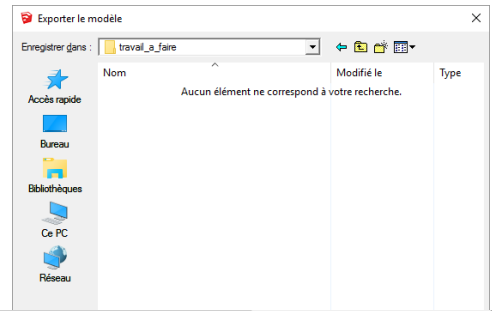 Exporter le modèle
Enregistrer dans : travail_a_faire
Nom Modifié le Type
Aucun élément ne correspond à votre recherche.
Accès rapide
Bureau
Bibliothèques
Ce PC
Réseau